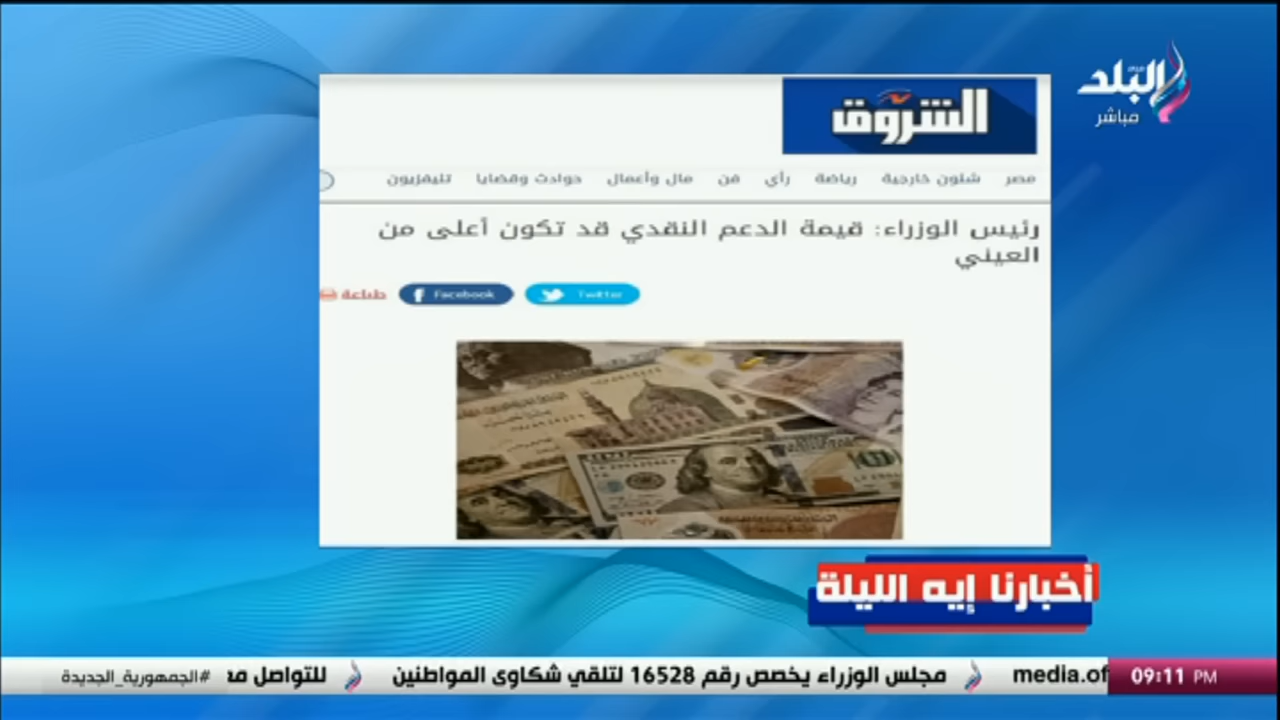 صدى البلد
مباشر
الشروق
مصر شئون خارجية رياضة رأي فن مال وأعمال حوادث وقضايا تليفزيون
رئيس الوزراء: قيمة الدعم النقدي قد تكون أعلى من
العيني
Twitter Facebook طباعة
أخبارنا إيه الليلة
09:11 PM media.of مجلس الوزراء يخصص رقم 16528 لتلقي شكاوى المواطنين للتواصل مع #الجمهورية_الجديدة